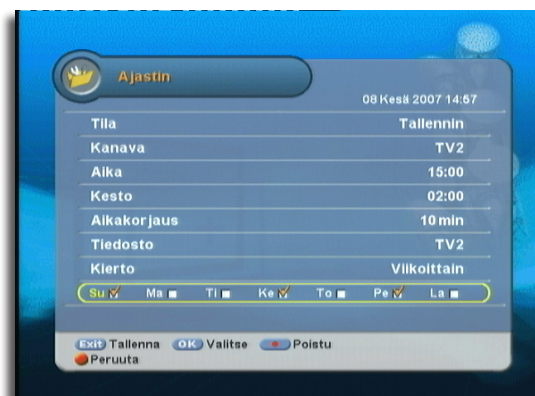 Ajastin
08 Kesä 2007 14:57
Tila Tallennin
Kanava TV2
Aika 15:00
Kesto 02:00
Aikakorjaus 10 min
Tiedosto TV2
Kierto Viikoittain
Su Ma Ti Ke To Pe La
Exit Tallenna OK Valitse Poistu
Peruuta